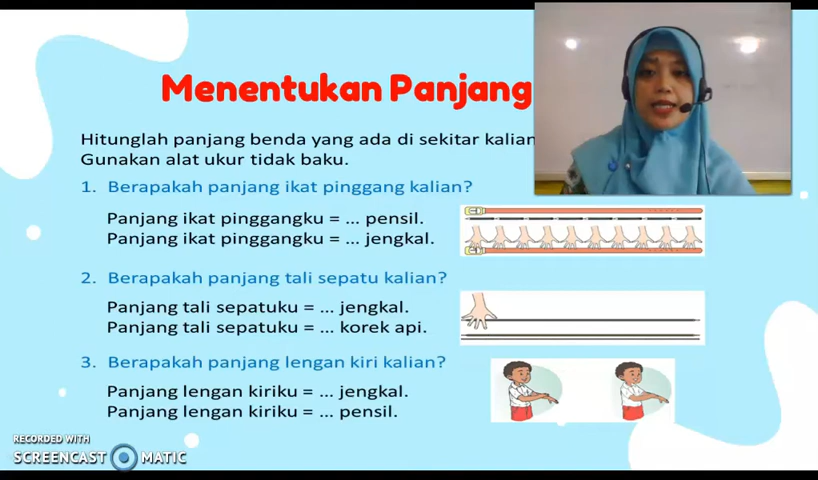 Menentukan Panjang
Hitunglah panjang benda yang ada di sekitar kalian
Gunakan alat ukur tidak baku.
1. Berapakah panjang ikat pinggang kalian?
Panjang ikat pinggangku = ... pensil.
Panjang ikat pinggangku = ... jengkal.
2. Berapakah panjang tali sepatu kalian?
Panjang tali sepatuku = ... jengkal.
Panjang tali sepatuku = ... korek api.
3. Berapakah panjang lengan kiri kalian?
Panjang lengan kiriku = ... jengkal.
Panjang lengan kiriku = ... pensil.
RECORDED WITH
SCREENCAST MATIC